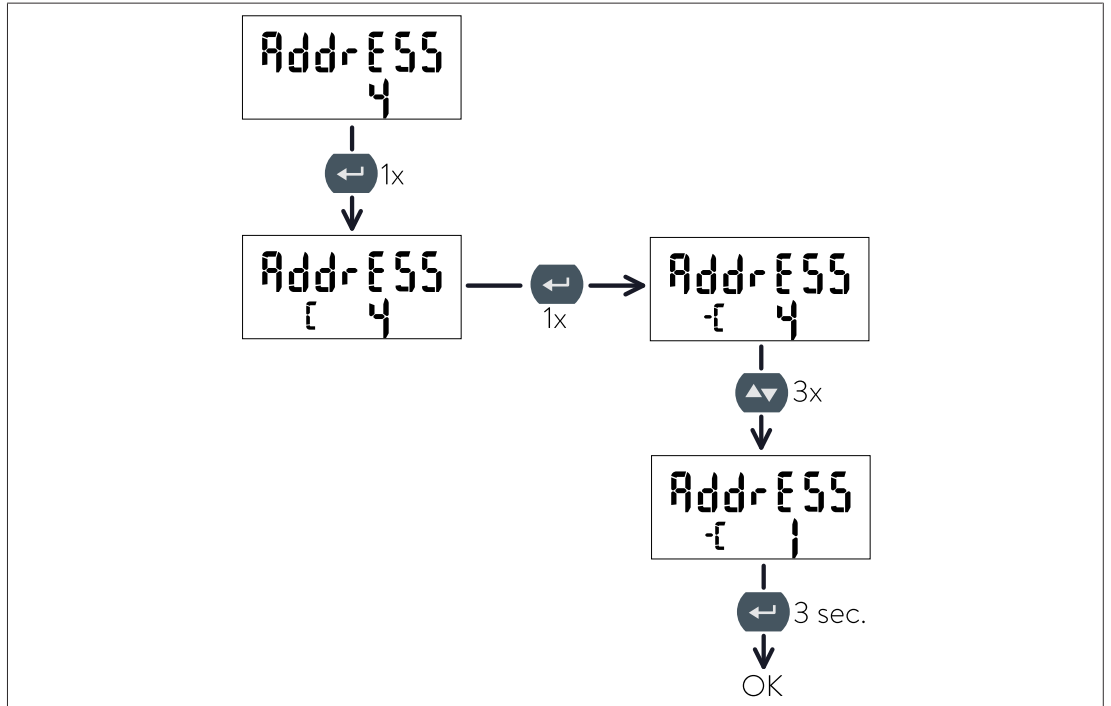 AddrESS
4
1x
AddrESS
[ 4
1x
AddrESS
-[ 4
3x
AddrESS
-[ 1
3 sec.
OK